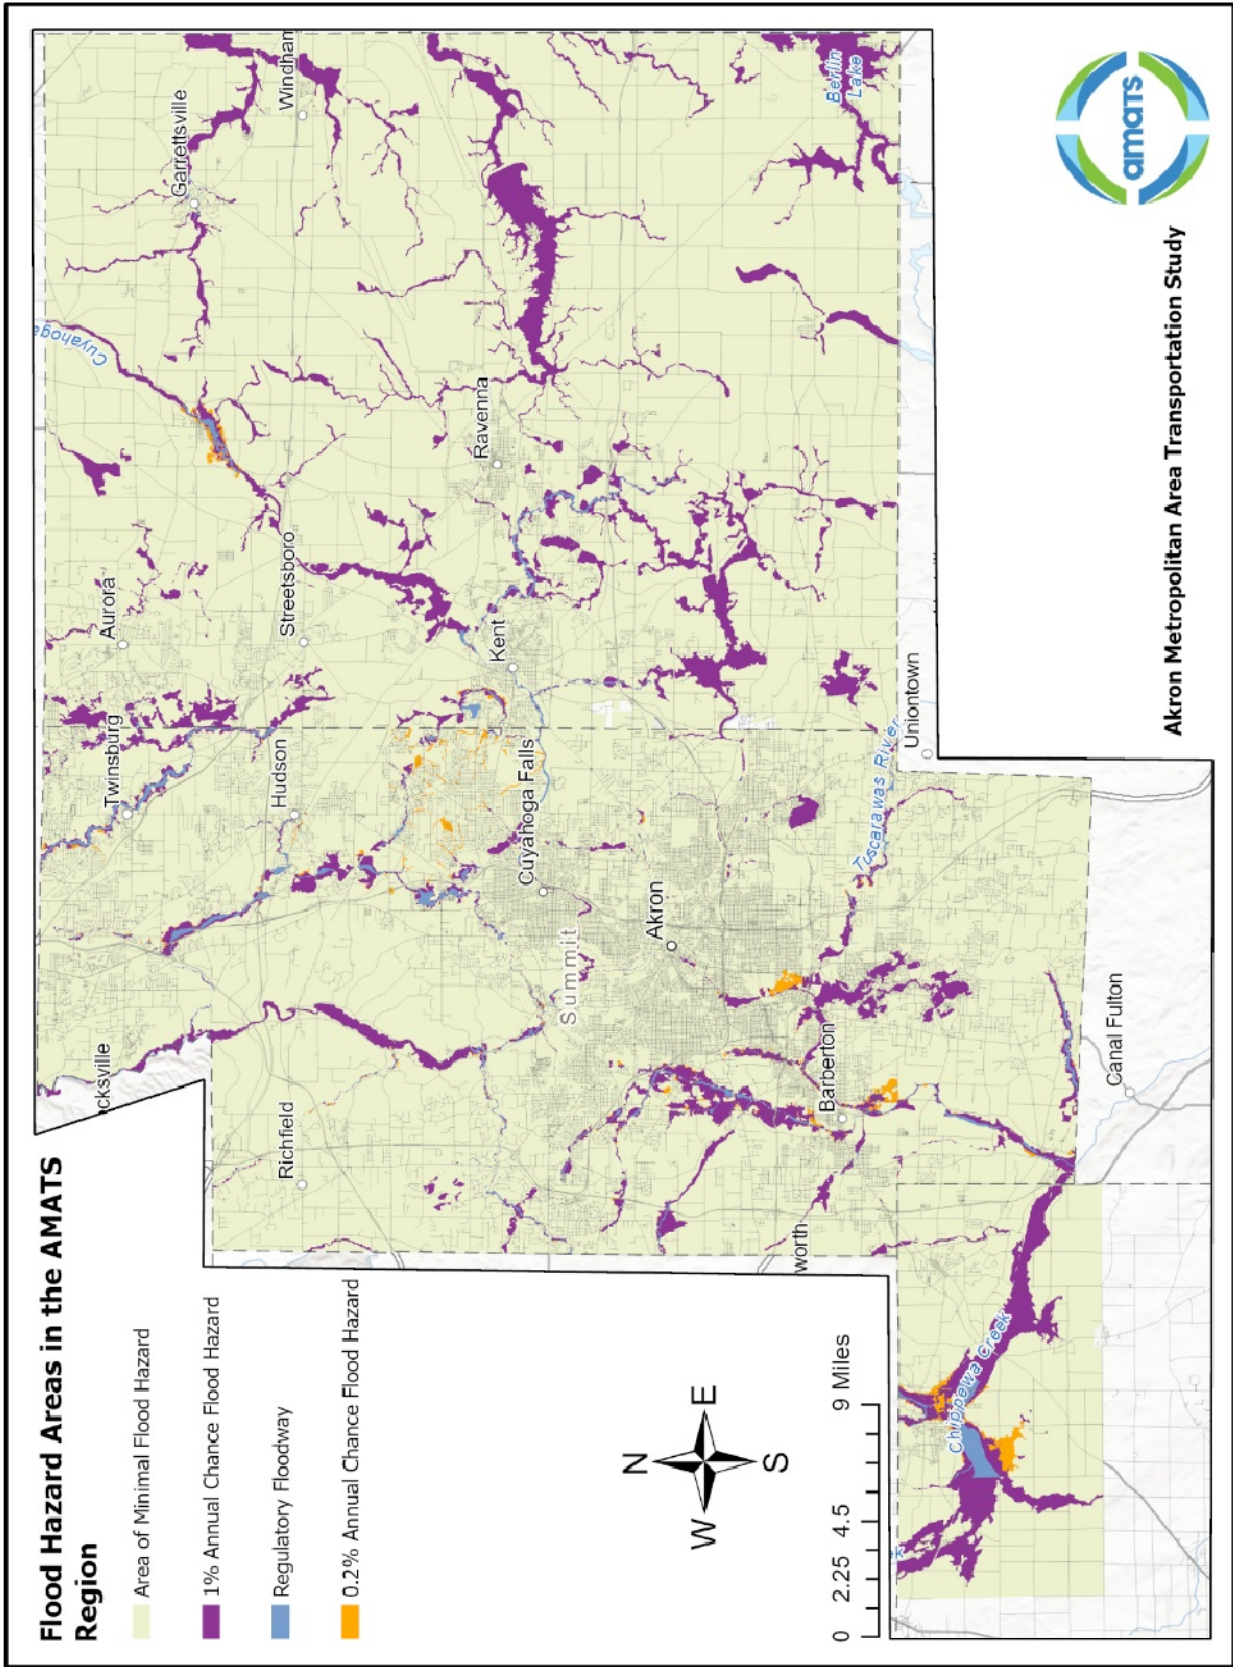 Flood Hazard Areas in the AMATS
Region
Area of Minimal Flood Hazard
1% Annual Chance Flood Hazard
Regulatory Floodway
0.2% Annual Chance Flood Hazard
N
W E
S
0 2.25 4.5 9 Miles
cksville
Twinsburg
Aurora
Cuyahoga
Garrettsville
Windham
Richfield
Hudson
Streetsboro
Ravenna
Kent
Cuyahoga Falls
Summit
Akron
Berlin
Lake
Barberton
worth
Tuscarawas River
Uniontown
Canal Fulton
Chippewa Creek
ek
amats
Akron Metropolitan Area Transportation Study